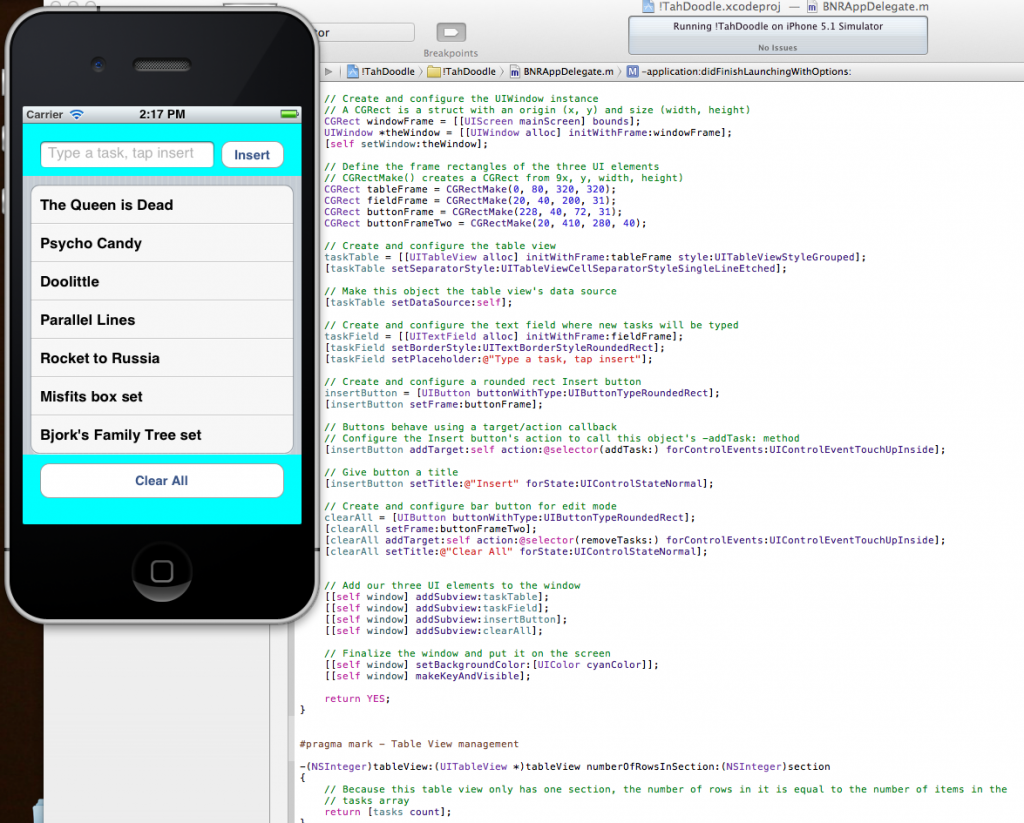 !TahDoodle.xcodeproj — BNRAppDelegate.m
or
Breakpoints
Running !TahDoodle on iPhone 5.1 Simulator
No Issues
!TahDoodle 〉 !TahDoodle 〉 BNRAppDelegate.m 〉 M -application:didFinishLaunchingWithOptions:
Carrier 2:17 PM
Type a task, tap insert
Insert
The Queen is Dead
Psycho Candy
Doolittle
Parallel Lines
Rocket to Russia
Misfits box set
Bjork's Family Tree set
Clear All
// Create and configure the UIWindow instance
// A CGRect is a struct with an origin (x, y) and size (width, height)
CGRect windowFrame = [[UIScreen mainScreen] bounds];
UIWindow *theWindow = [[UIWindow alloc] initWithFrame:windowFrame];
[self setWindow:theWindow];
// Define the frame rectangles of the three UI elements
// CGRectMake() creates a CGRect from 9x, y, width, height)
CGRect tableFrame = CGRectMake(0, 80, 320, 320);
CGRect fieldFrame = CGRectMake(20, 40, 200, 31);
CGRect buttonFrame = CGRectMake(228, 40, 72, 31);
CGRect buttonFrameTwo = CGRectMake(20, 410, 280, 40);
// Create and configure the table view
taskTable = [[UITableView alloc] initWithFrame:tableFrame style:UITableViewStyleGrouped];
[taskTable setSeparatorStyle:UITableViewCellSeparatorStyleSingleLineEtched];
// Make this object the table view's data source
[taskTable setDataSource:self];
// Create and configure the text field where new tasks will be typed
taskField = [[UITextField alloc] initWithFrame:fieldFrame];
[taskField setBorderStyle:UITextBorderStyleRoundedRect];
[taskField setPlaceholder:@"Type a task, tap insert"];
// Create and configure a rounded rect Insert button
insertButton = [UIButton buttonWithType:UIButtonTypeRoundedRect];
[insertButton setFrame:buttonFrame];
// Buttons behave using a target/action callback
// Configure the Insert button's action to call this object's -addTask: method
[insertButton addTarget:self action:@selector(addTask:) forControlEvents:UIControlEventTouchUpInside];
// Give button a title
[insertButton setTitle:@"Insert" forState:UIControlStateNormal];
// Create and configure bar button for edit mode
clearAll = [UIButton buttonWithType:UIButtonTypeRoundedRect];
[clearAll setFrame:buttonFrameTwo];
[clearAll addTarget:self action:@selector(removeTasks:) forControlEvents:UIControlEventTouchUpInside];
[clearAll setTitle:@"Clear All" forState:UIControlStateNormal];
// Add our three UI elements to the window
[[self window] addSubview:taskTable];
[[self window] addSubview:taskField];
[[self window] addSubview:insertButton];
[[self window] addSubview:clearAll];
// Finalize the window and put it on the screen
[[self window] setBackgroundColor:[UIColor cyanColor]];
[[self window] makeKeyAndVisible];
return YES;
}
#pragma mark - Table View management
-(NSInteger)tableView:(UITableView *)tableView numberOfRowsInSection:(NSInteger)section
{
// Because this table view only has one section, the number of rows in it is equal to the number of items in the
// tasks array
return [tasks count];
}